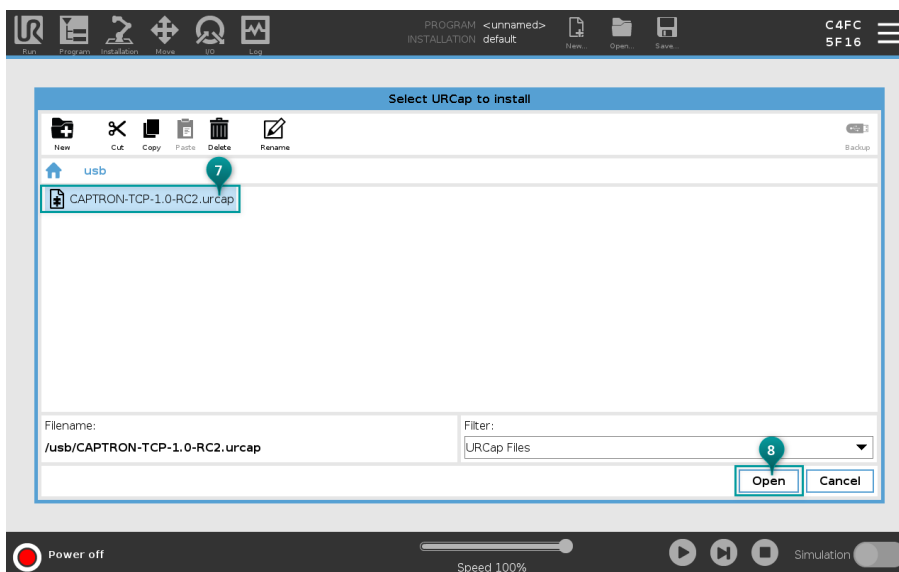 UR
PROGRAM <unnamed>
INSTALLATION default
C4FC
5F16
Run Program Installation Move I/O Log New... Open... Save...
Select URCap to install
New Cut Copy Paste Delete Rename Backup
usb
7
CAPTRON-TCP-1.0-RC2.urcap
Filename:
Filter:
/usb/CAPTRON-TCP-1.0-RC2.urcap
URCap Files
8
Open Cancel
Power off
Speed 100%
Simulation